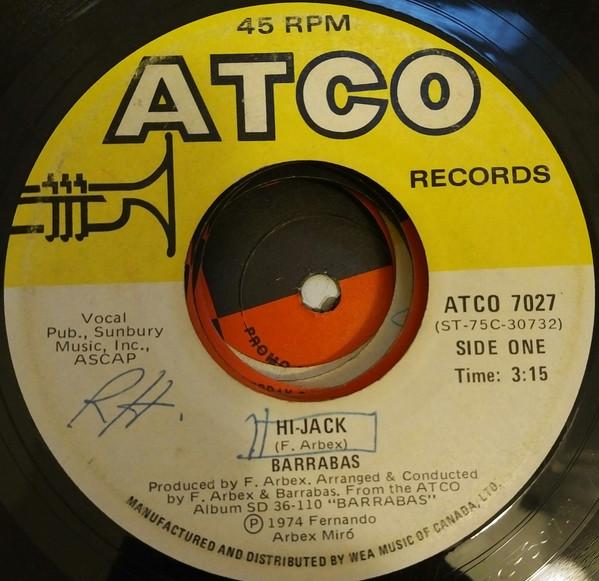 45 RPM
ATCO
RECORDS
Vocal
Pub., Sunbury
Music, Inc.,
ASCAP
ATCO 7027
(ST-75C-30732)
SIDE ONE
Time: 3:15
RH.
HI-JACK
(F. Arbex)
BARRABAS
Produced by F. Arbex. Arranged & Conducted
by F. Arbex & Barrabas. From the ATCO
Album SD 36-110 "BARRABAS"
Ⓟ 1974 Fernando
Arbex Miró
MANUFACTURED AND DISTRIBUTED BY WEA MUSIC OF CANADA, LTD.